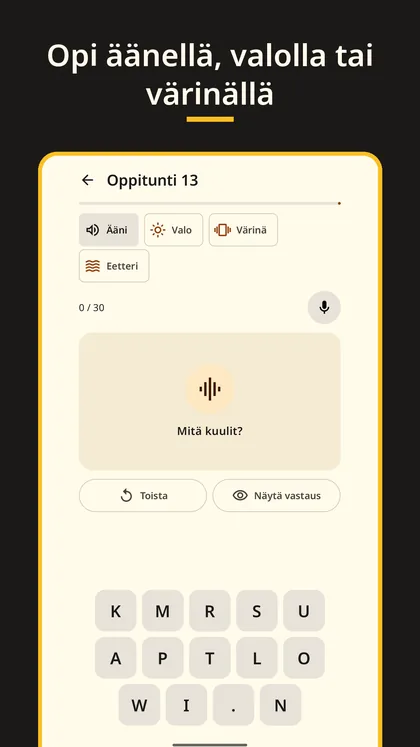 Opi äänellä, valolla tai
värinällä
Oppitunti 13
Ääni
Valo
Värinä
Eetteri
0 / 30
Mitä kuulit?
Toista
Näytä vastaus
K M R S U
A P T L O
W I . N